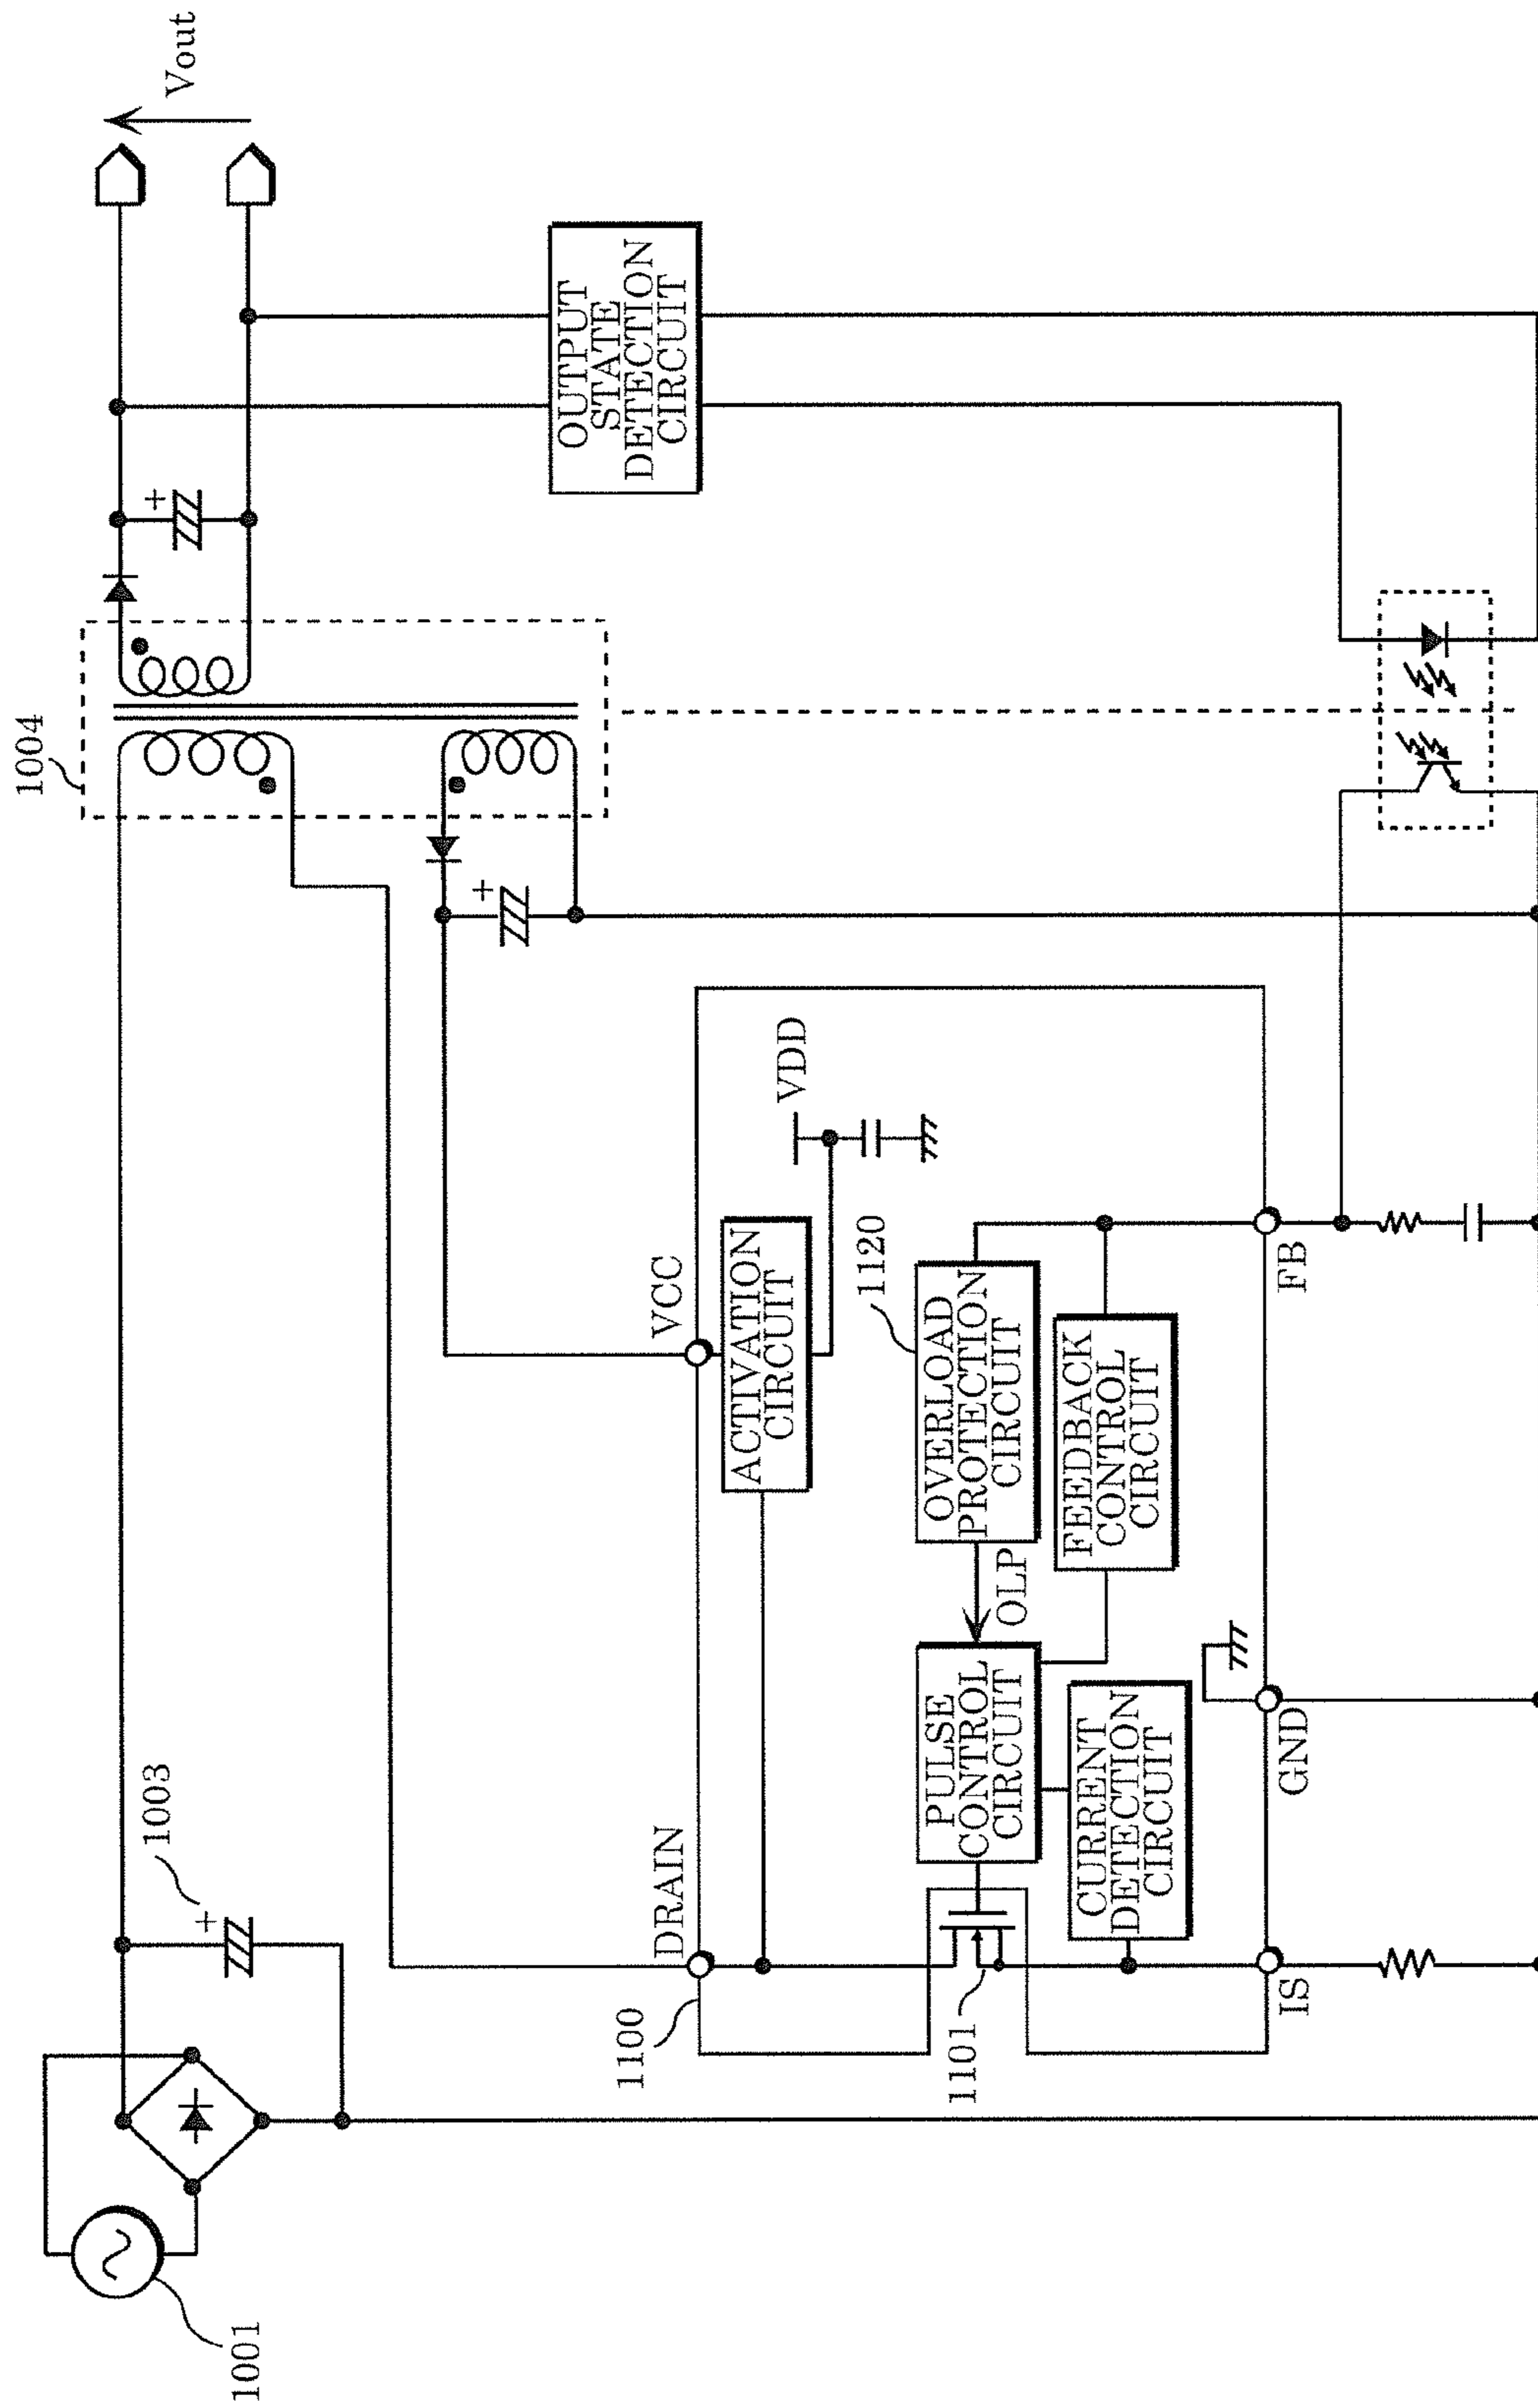 1001
1003
1004
Vout
OUTPUT
STATE
DETECTION
CIRCUIT
+
+
+
DRAIN
VCC
VDD
1100
ACTIVATION
CIRCUIT
1101
PULSE
CONTROL
CIRCUIT
OLP
OVERLOAD
PROTECTION
CIRCUIT
1120
CURRENT
DETECTION
CIRCUIT
FEEDBACK
CONTROL
CIRCUIT
IS
GND
FB